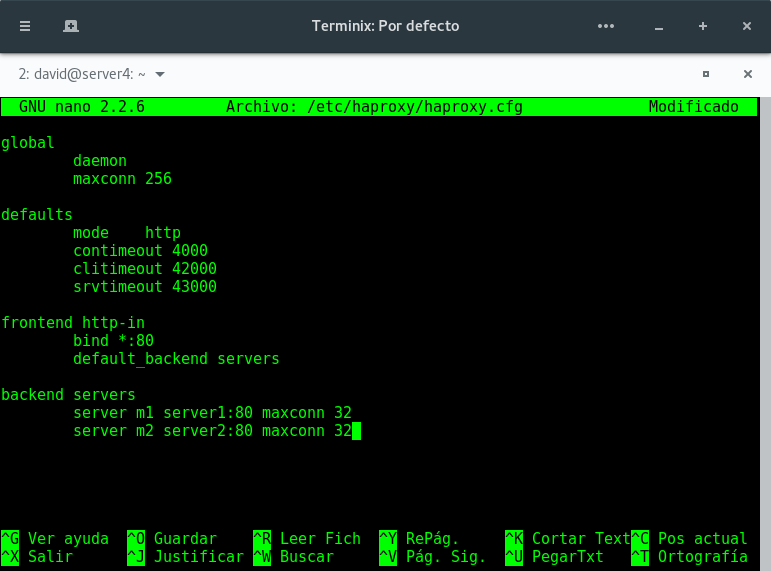 Terminix: Por defecto
2: david@server4: ~
GNU nano 2.2.6 Archivo: /etc/haproxy/haproxy.cfg Modificado
global
daemon
maxconn 256
defaults
mode http
contimeout 4000
clitimeout 42000
srvtimeout 43000
frontend http-in
bind *:80
default_backend servers
backend servers
server m1 server1:80 maxconn 32
server m2 server2:80 maxconn 32
^G Ver ayuda ^O Guardar ^R Leer Fich ^Y RePág. ^K Cortar Text ^C Pos actual
^X Salir ^J Justificar ^W Buscar ^V Pág. Sig. ^U PegarTxt ^T Ortografía